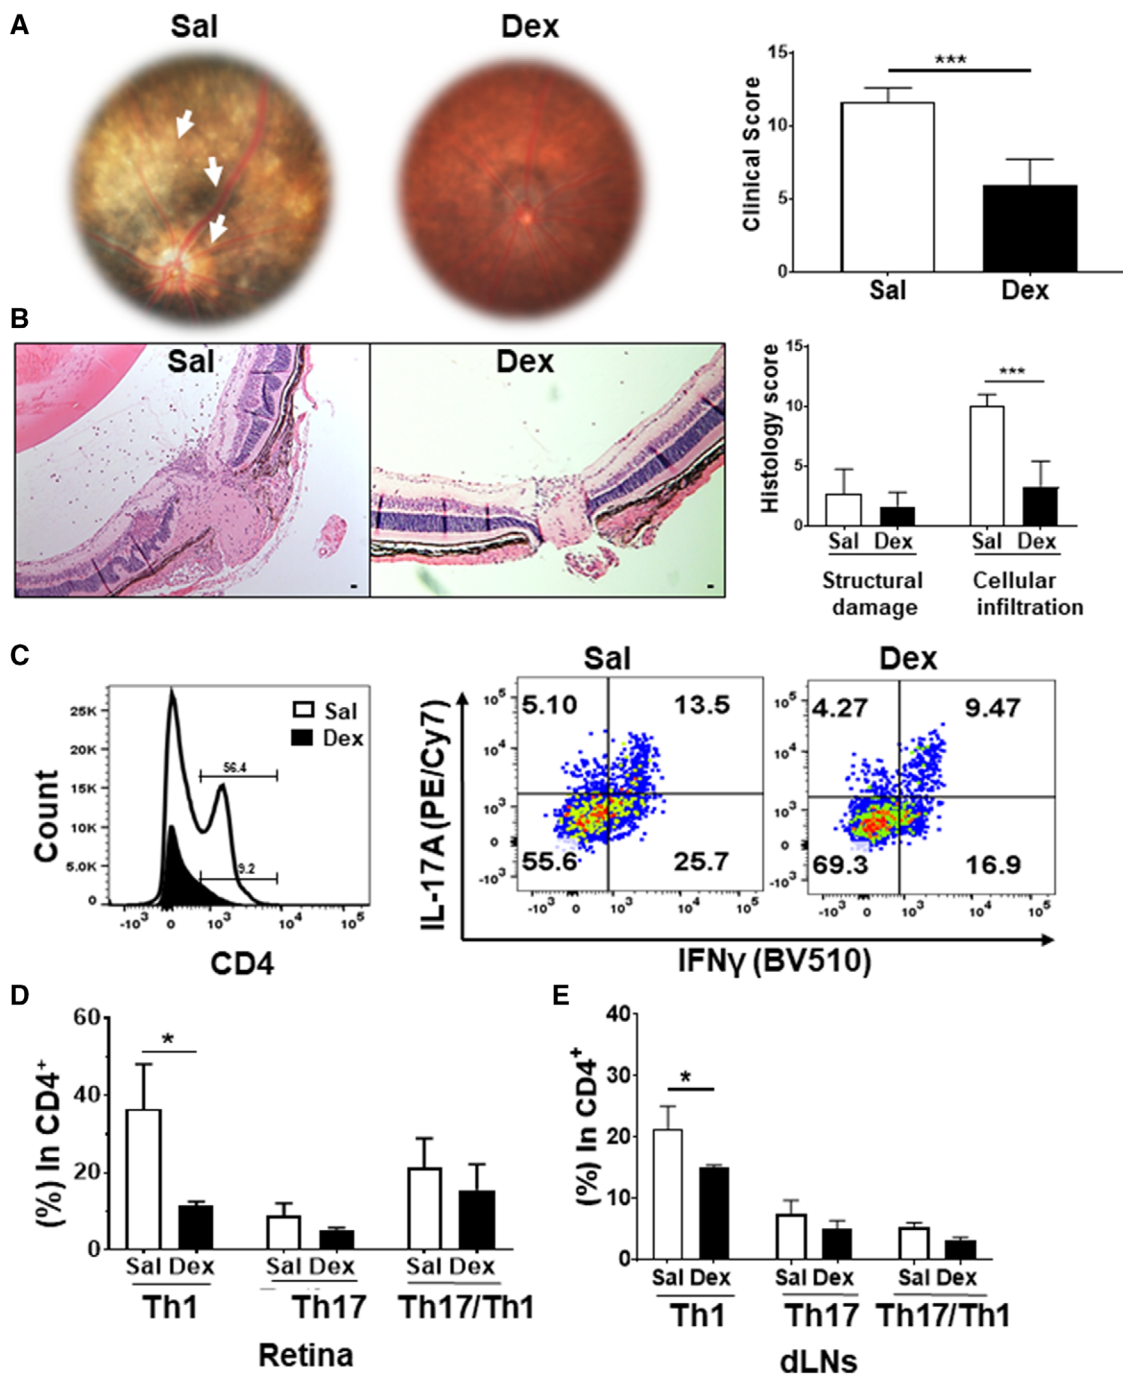 A
Sal
Dex
Clinical Score
15
10
5
0
***
Sal
Dex
B
Sal
Dex
Histology score
15
10
5
0
***
Sal Dex
Sal Dex
Structural
damage
Cellular
infiltration
C
Count
25K
20K
15K
10K
5.0K
0
Sal
Dex
56.4
9.2
-10³ 0 10³ 10⁴ 10⁵
CD4
Sal
Dex
IL-17A (PE/Cy7)
10⁵
10⁴
10³
0
-10³
5.10
13.5
55.6
25.7
-10³ 0 10³ 10⁴ 10⁵
10⁵
10⁴
10³
0
-10³
4.27
9.47
69.3
16.9
-10³ 0 10³ 10⁴ 10⁵
IFNγ (BV510)
D
(%) In CD4⁺
60
40
20
0
*
Sal Dex
Sal Dex
Sal Dex
Th1
Th17
Th17/Th1
Retina
E
(%) In CD4⁺
40
30
20
10
0
*
Sal Dex
Sal Dex
Sal Dex
Th1
Th17
Th17/Th1
dLNs